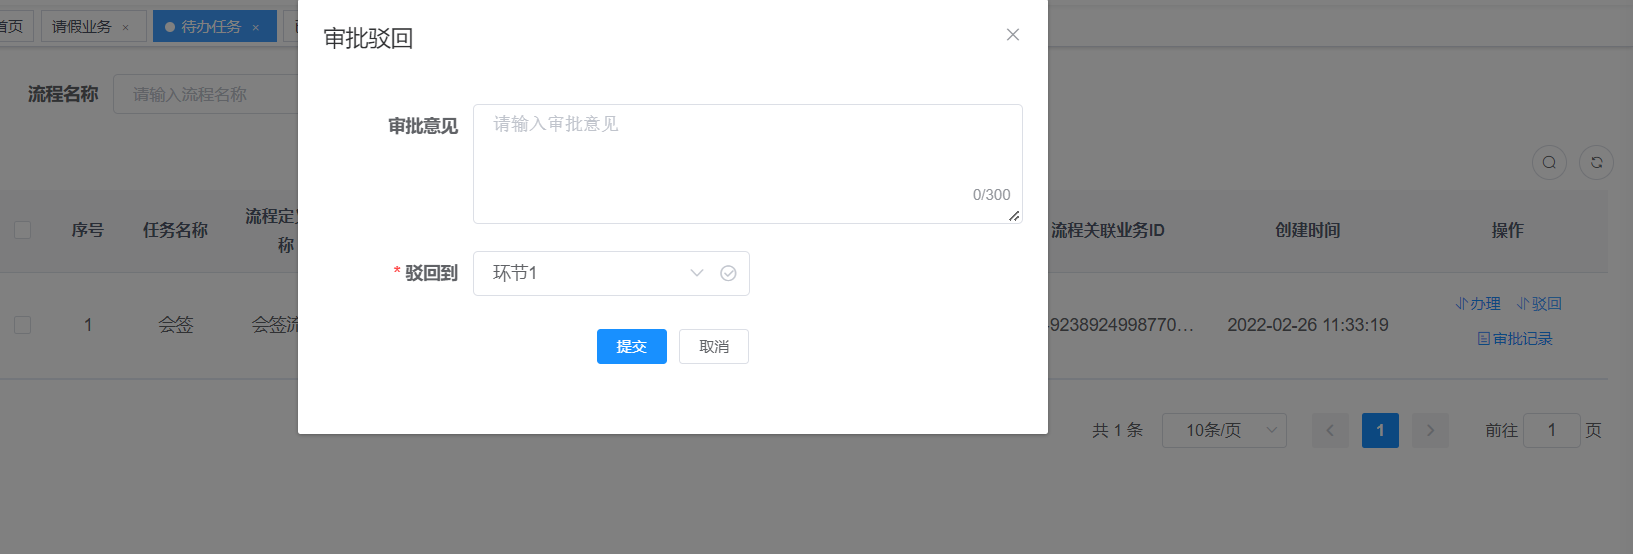 首页 请假业务 × 待办任务 ×
审批驳回
流程名称 请输入流程名称
审批意见 请输入审批意见
0/300
序号 任务名称 流程定义 称 流程关联业务ID 创建时间 操作
* 驳回到 环节1
1 会签 会签流 9238924998770... 2022-02-26 11:33:19 办理 驳回
审批记录
提交 取消
共 1 条 10条/页 1 前往 1 页